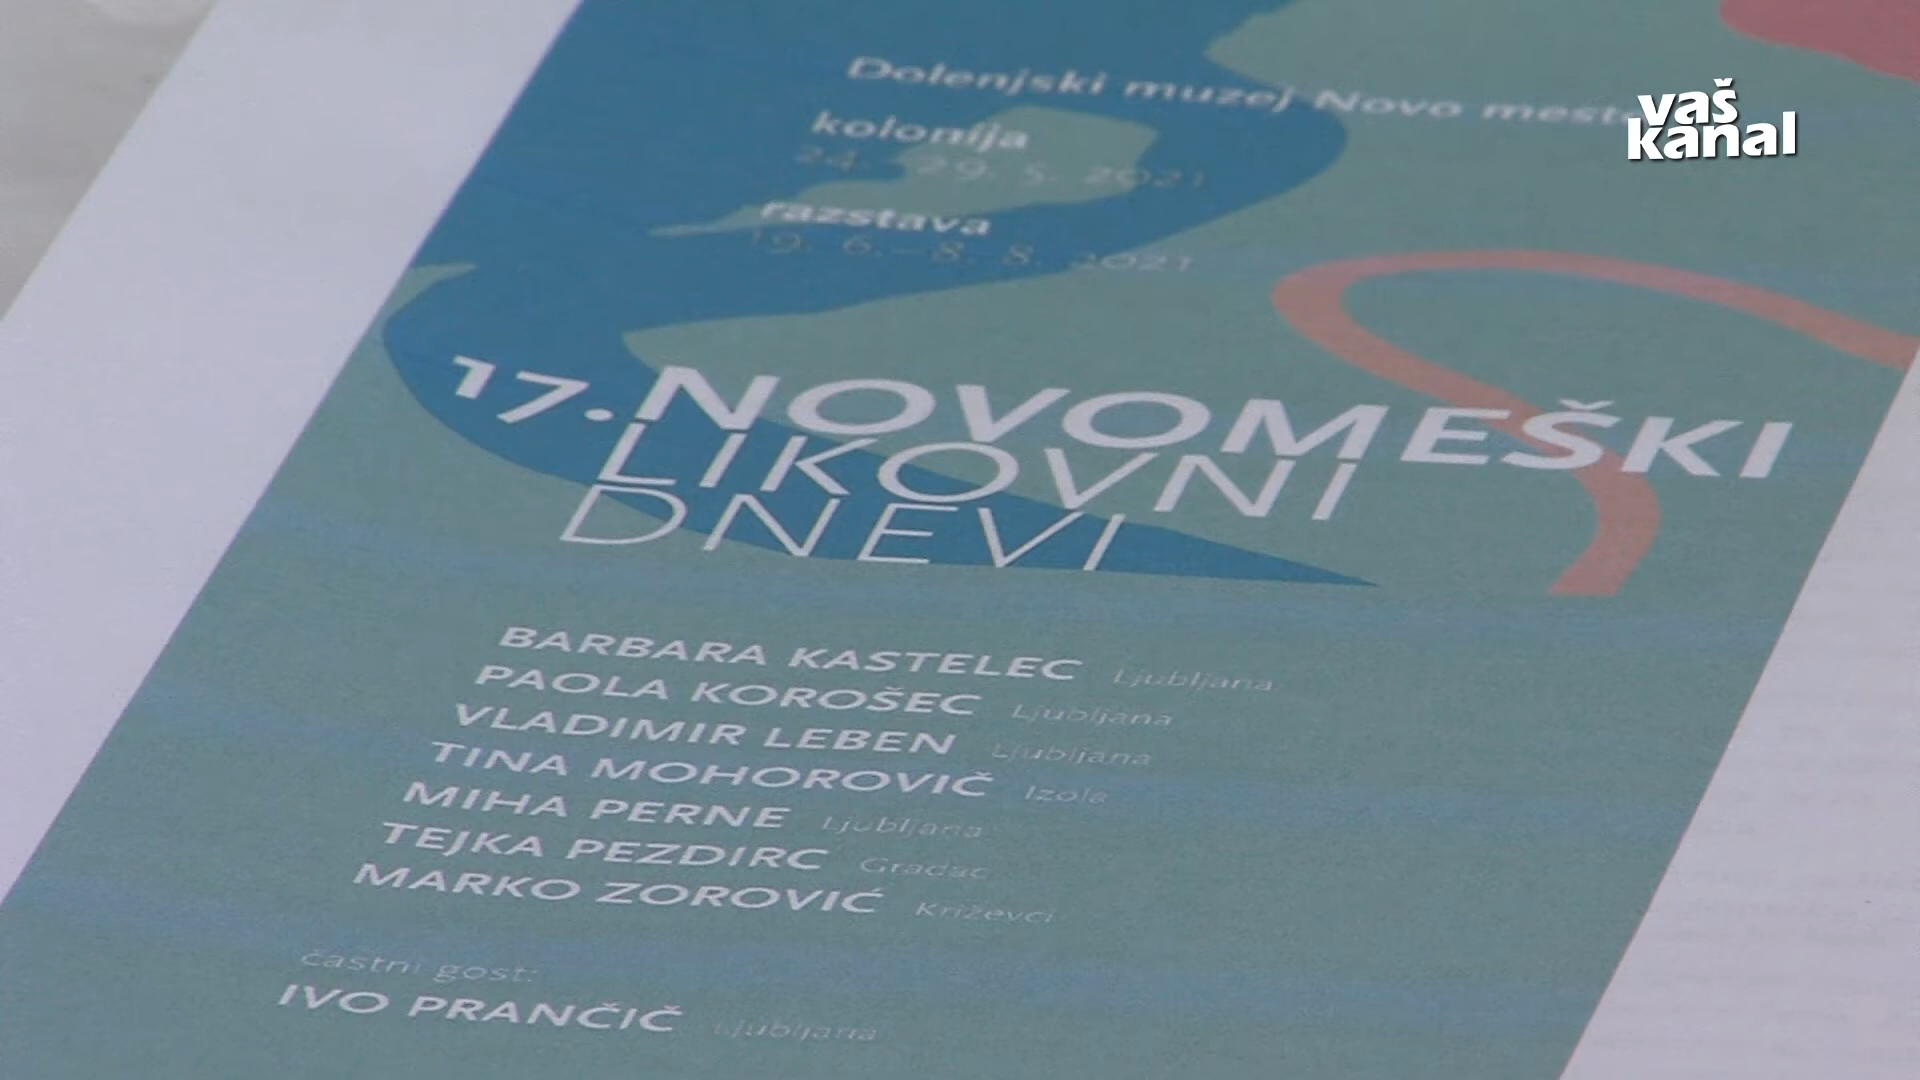 Dolenjski muzej Novo mesto
vaš
kanal
kolonija
24.–29. 5. 2021
razstava
19. 6.–8. 8. 2021
17. NOVOMEŠKI
LIKOVNI
DNEVI
BARBARA KASTELEC Ljubljana
PAOLA KOROŠEC Ljubljana
VLADIMIR LEBEN Ljubljana
TINA MOHOROVIČ Izola
MIHA PERNE Ljubljana
TEJKA PEZDIRC Gradac
MARKO ZOROVIĆ Križevci
častni gost:
IVO PRANČIČ Ljubljana